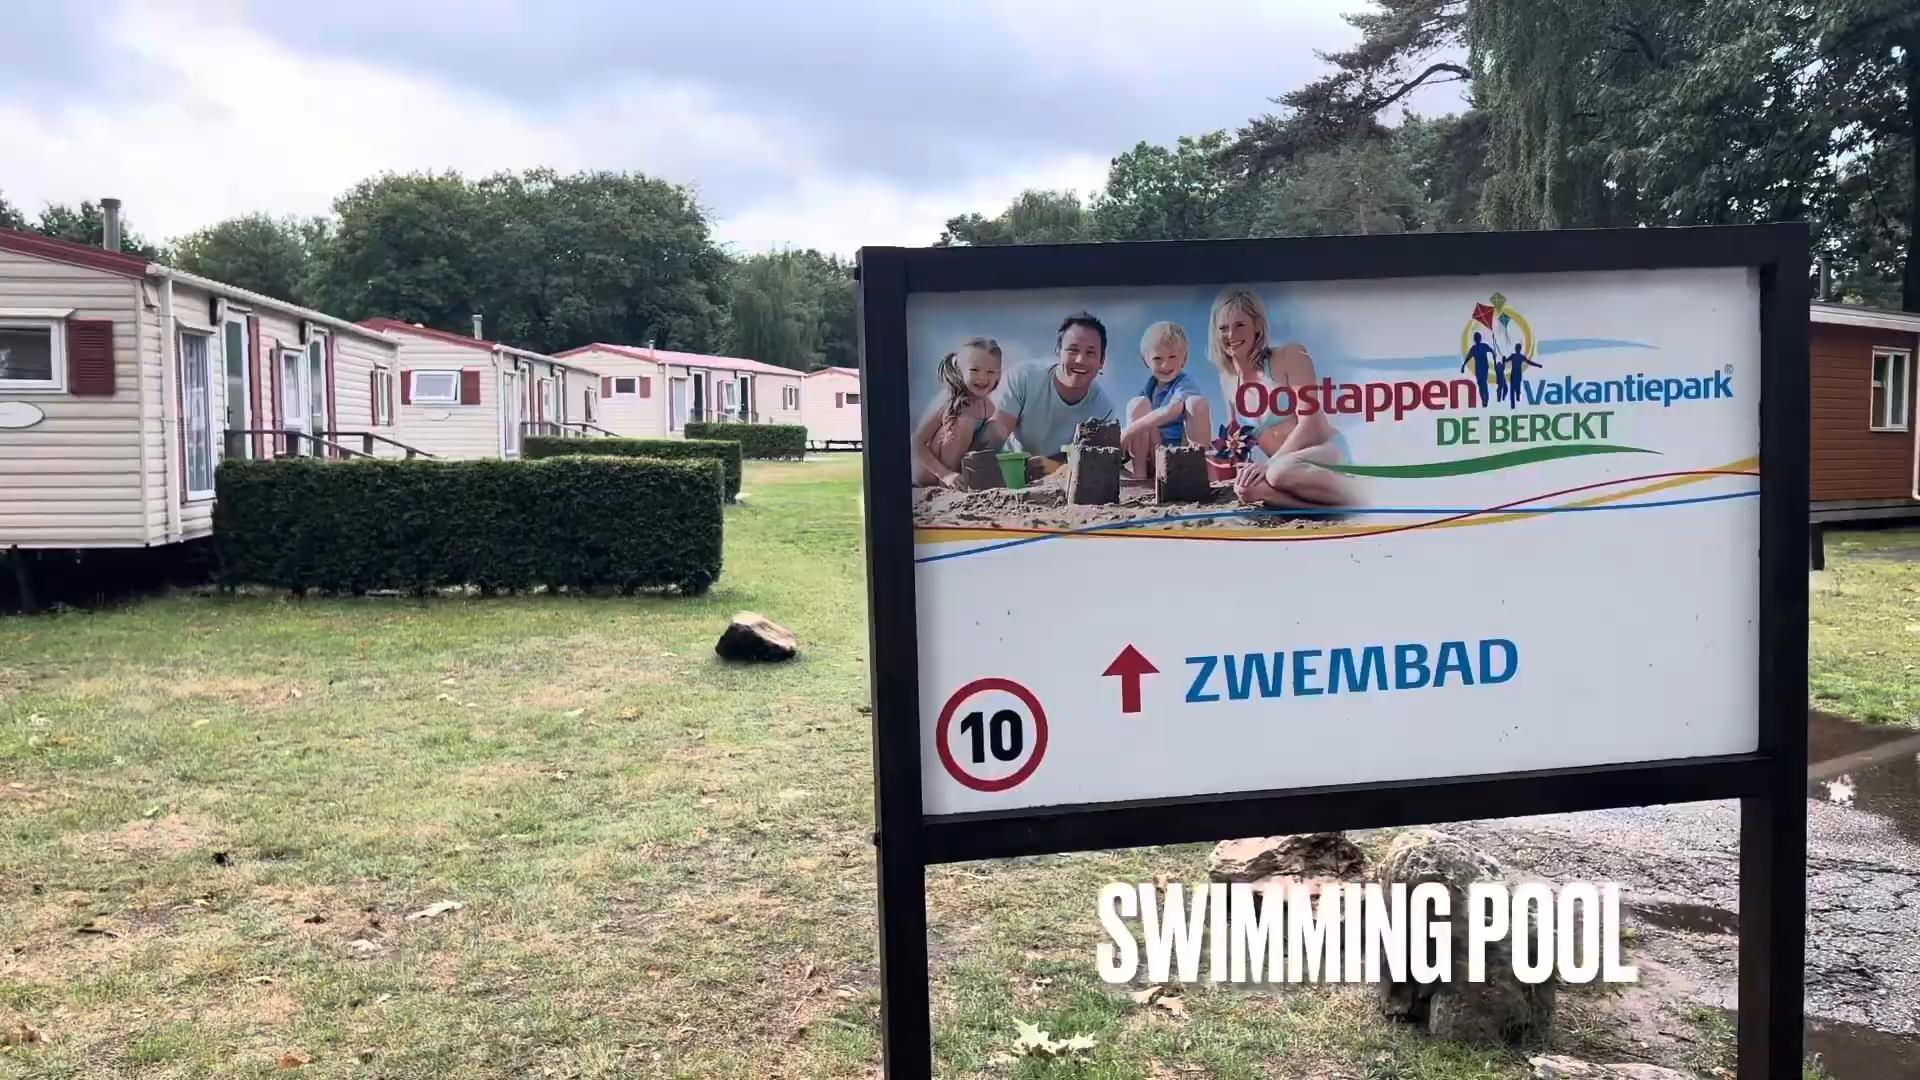 Oostappen Vakantiepark®
DE BERCKT
ZWEMBAD
10
SWIMMING POOL